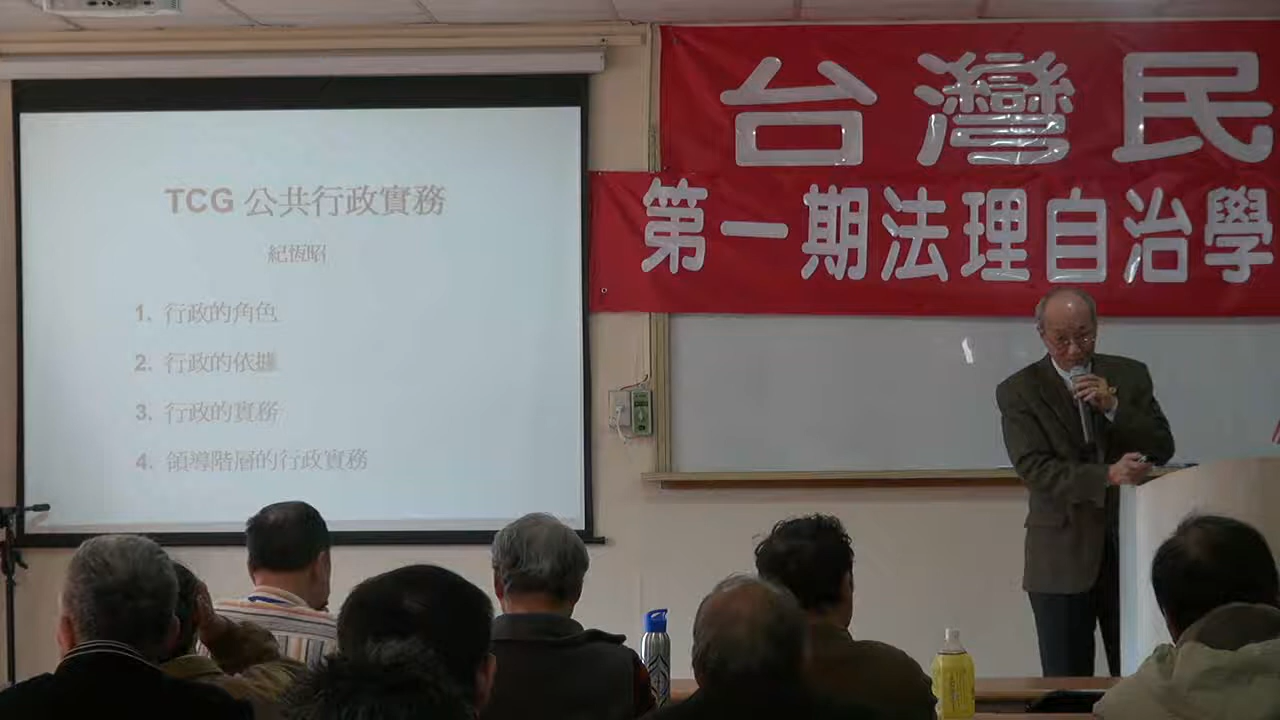 TCG 公共行政實務
紀恆昭
1. 行政的角色
2. 行政的依據
3. 行政的實務
4. 領導階層的行政實務
台灣民
第一期法理自治學